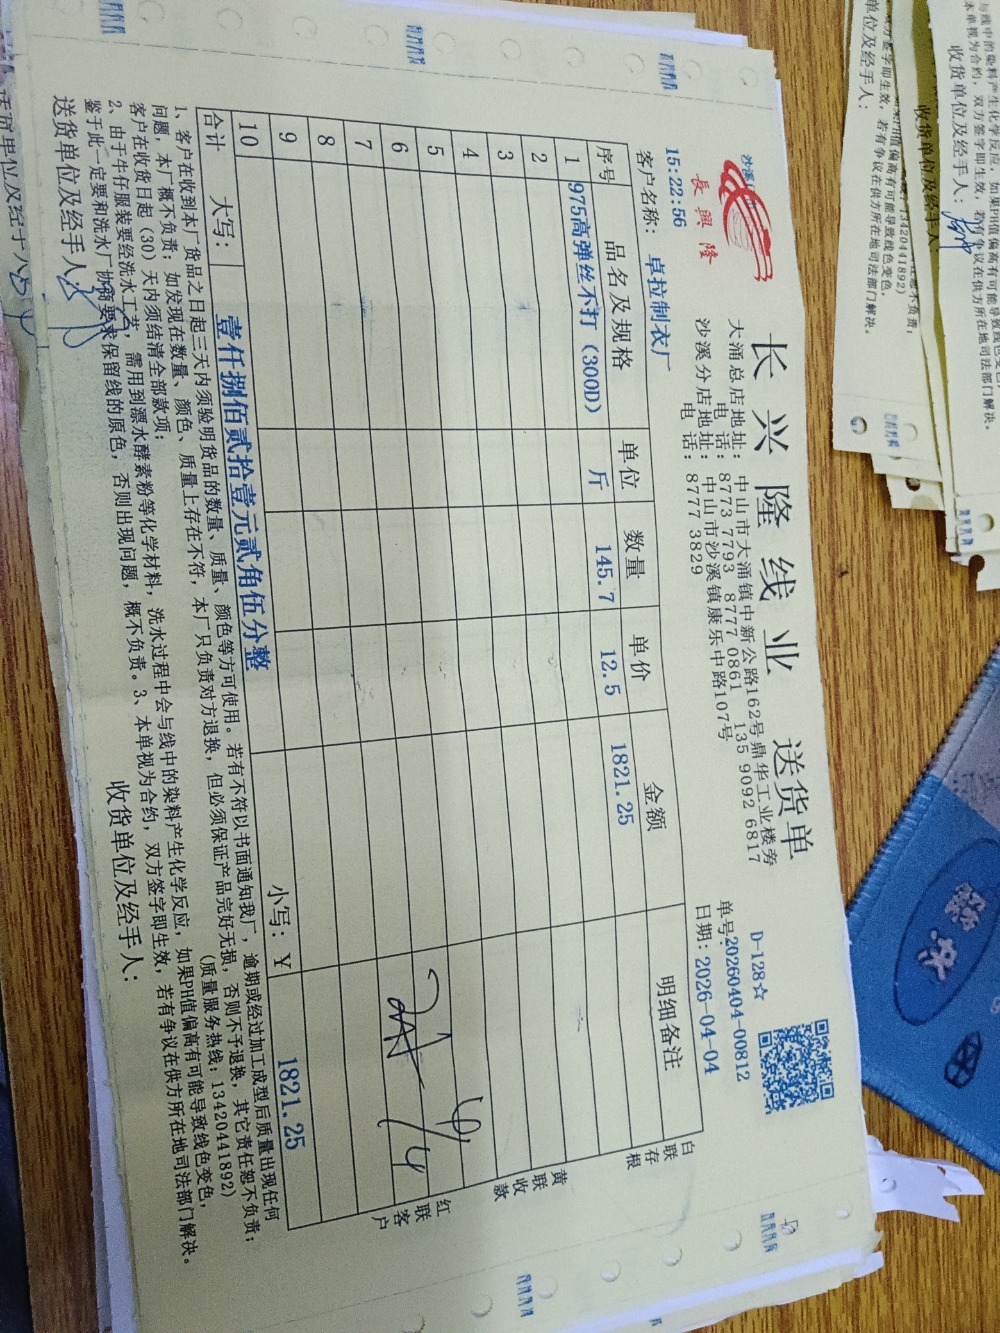 长兴隆线业 送货单
沙溪
長興隆
大涌总店地址：中山市大涌镇中新公路162号鼎华工业楼旁
电话：8773 7793 8777 0861 135 9092 6817
沙溪分店地址：中山市沙溪镇康乐中路107号
电话：8777 3829
D-128☆
单号:20260404-00812
日期: 2026-04-04
15:22:56
客户名称： 卓拉制衣厂
序号 品名及规格 单位 数量 单价 金额 明细备注
1 975高弹丝不打（300D） 斤 145.7 12.5 1821.25
2
3
4
5
6
7
8
9
10
合计 大写： 壹仟捌佰贰拾壹元贰角伍分整 小写：￥ 1821.25
白联存根
黄联收款
红联客户
1、客户在收到本厂货品之日起三天内须验明货品的数量、质量、颜色等方可使用。若有不符以书面通知我厂，逾期或经过加工成型后质量出现任何
问题，本厂概不负责；如发现在数量、颜色、质量上存在不符，本厂只负责对方退换，但必须保证产品完好无损，否则不予退换，其它责任恕不负责；
客户在收货日起（30）天内须结清全部款项； （质量服务热线：13420441892）
2、由于牛仔服装要经洗水工艺，需用到漂水酵素粉等化学材料，洗水过程中会与线中的染料产生化学反应，如果PH值偏高有可能导致线色变色，
鉴于此一定要和洗水厂协商要求保留线的原色，否则出现问题，概不负责。3、本单视为合约，双方签字即生效，若有争议在供方所在地司法部门解决。
送货单位及经手人： 收货单位及经手人：
收货单位及经手人：